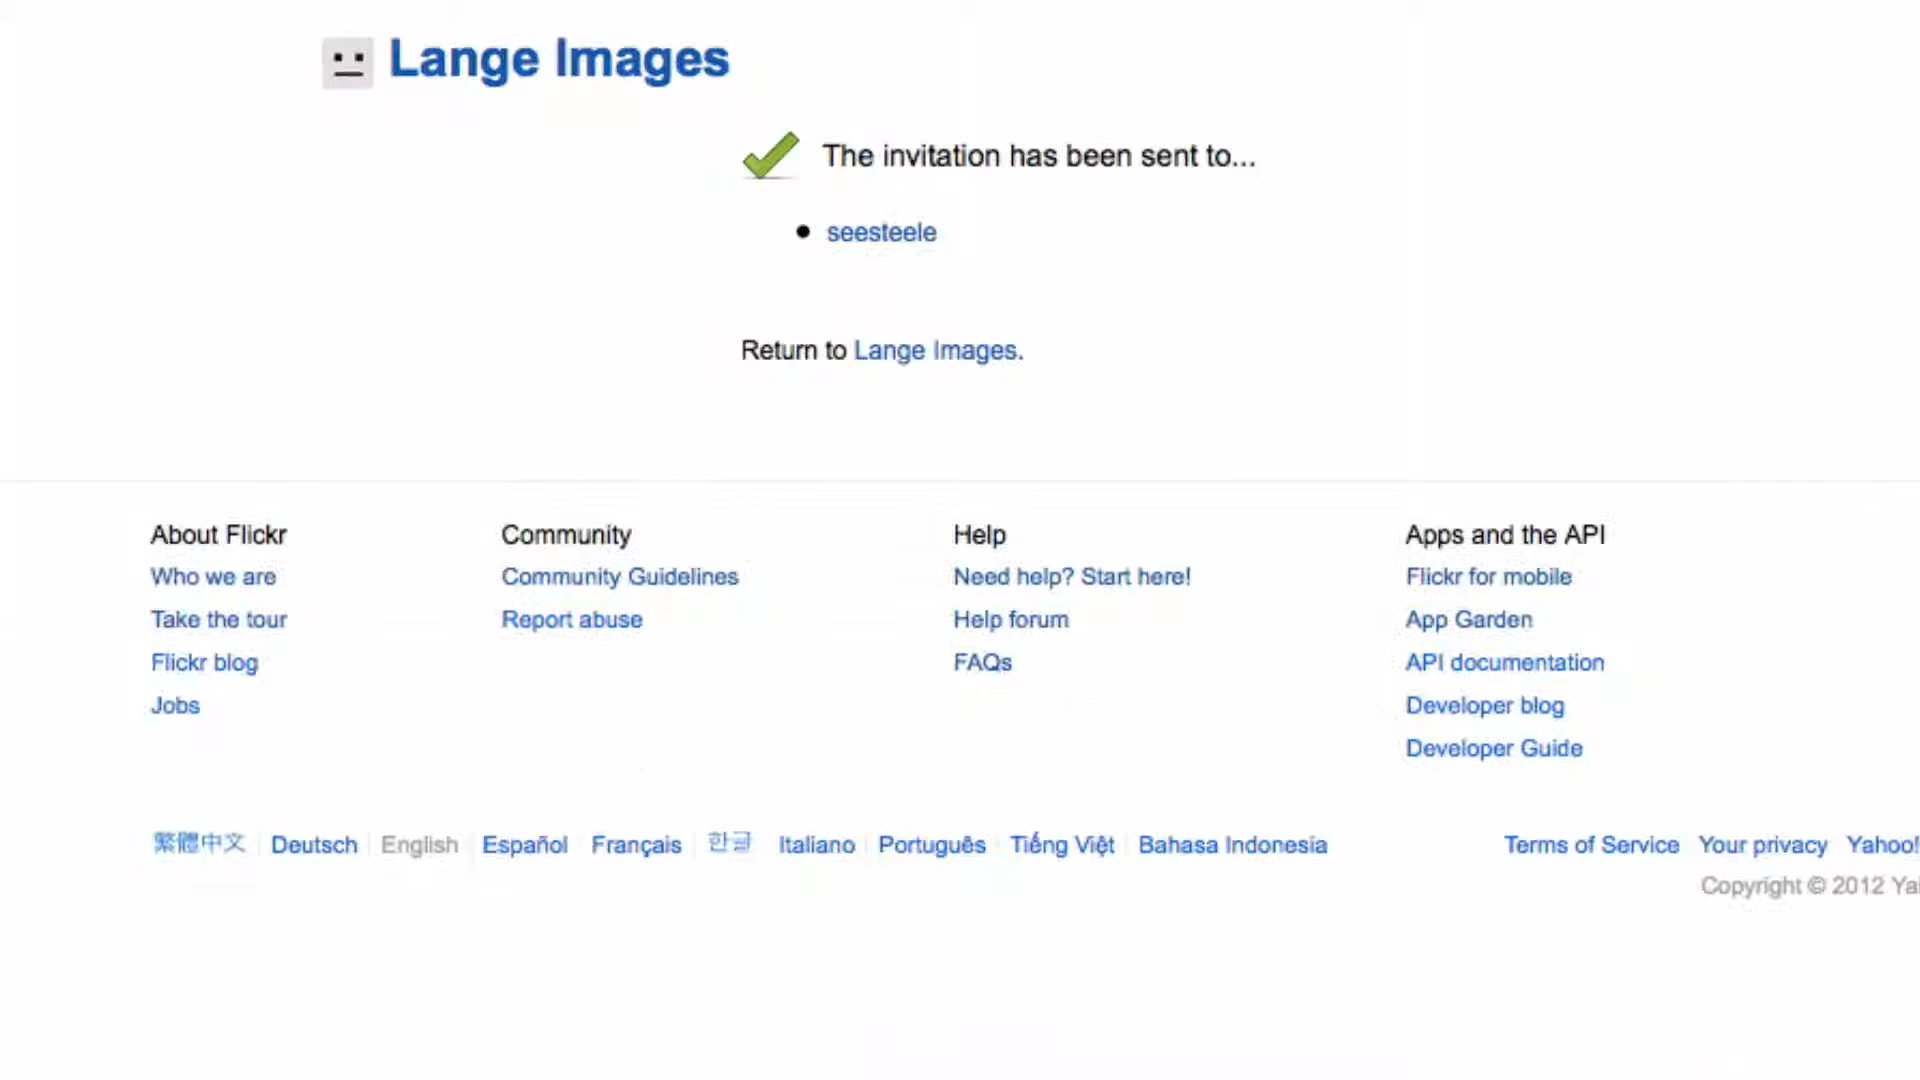 Lange Images
The invitation has been sent to...
seesteele
Return to Lange Images.
About Flickr
Who we are
Take the tour
Flickr blog
Jobs
Community
Community Guidelines
Report abuse
Help
Need help? Start here!
Help forum
FAQs
Apps and the API
Flickr for mobile
App Garden
API documentation
Developer blog
Developer Guide
繁體中文 Deutsch English Español Français 한글 Italiano Português Tiếng Việt Bahasa Indonesia
Terms of Service Your privacy Yahoo!
Copyright © 2012